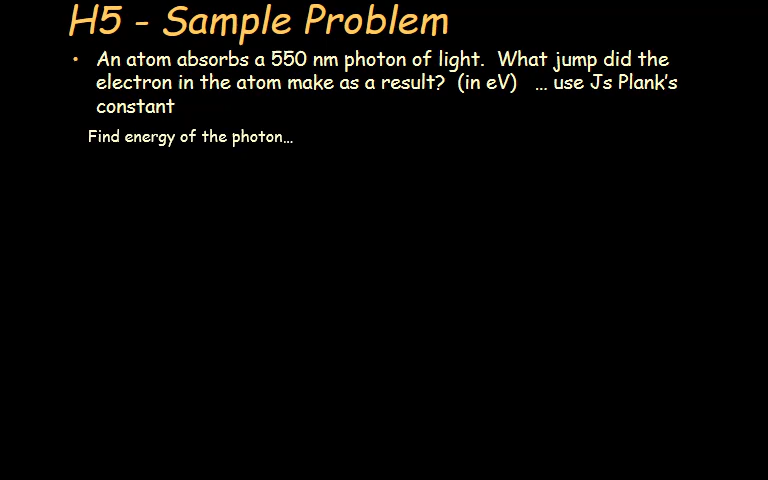 H5 - Sample Problem
• An atom absorbs a 550 nm photon of light. What jump did the
electron in the atom make as a result? (in eV) … use Js Plank's
constant
Find energy of the photon…